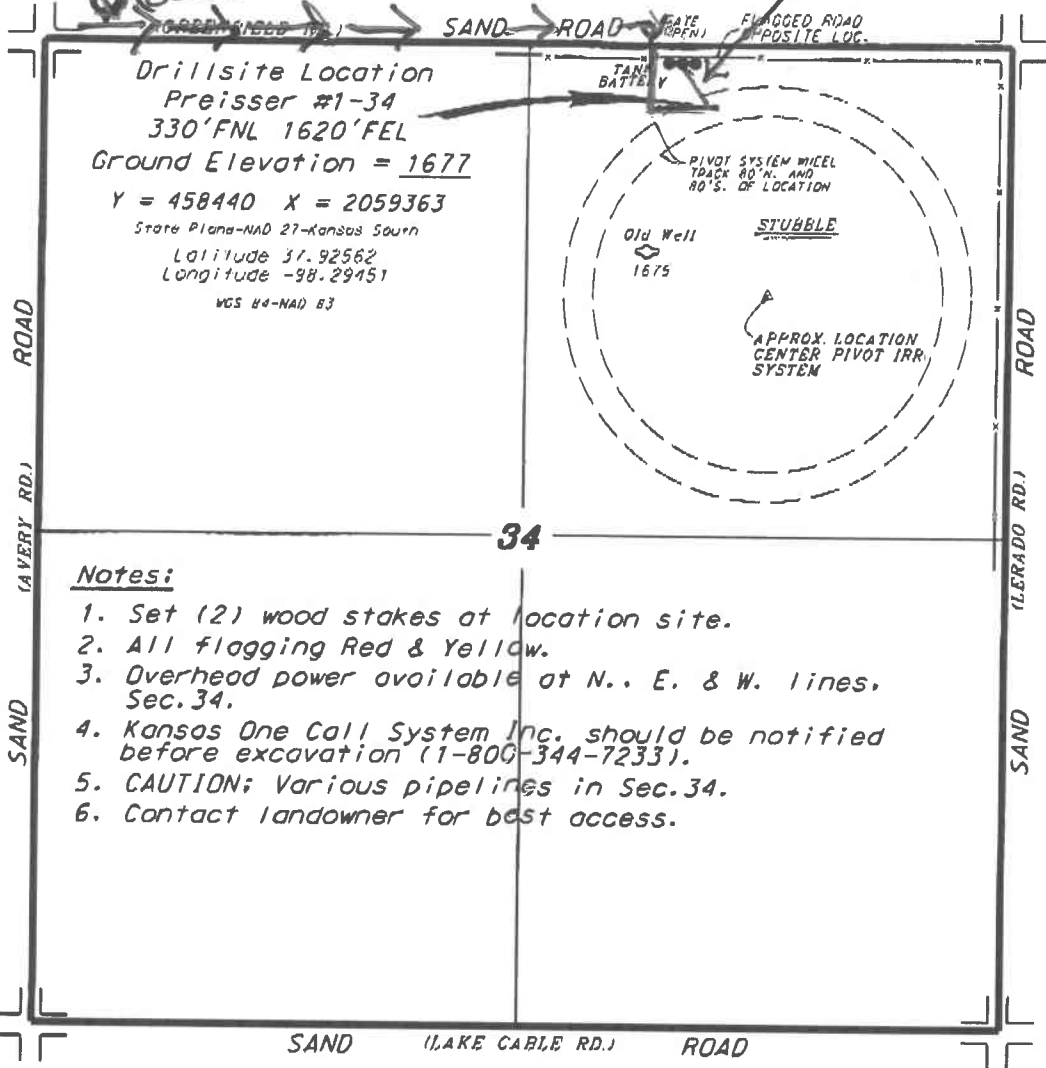 (GREENFIELD RD.) SAND ROAD
GATE
(OPEN)
FLAGGED ROAD
OPPOSITE LOC.
Drillsite Location
Preisser #1-34
330'FNL 1620'FEL
Ground Elevation = 1677
Y = 458440 X = 2059363
State Plane-NAD 27-Kansas South
Latitude 37.92562
Longitude -98.29451
WGS 84-NAD 83
TANK
BATTERY
PIVOT SYSTEM WHEEL
TRACK 80'N. AND
80'S. OF LOCATION
STUBBLE
Old Well
1675
APPROX. LOCATION
CENTER PIVOT IRR.
SYSTEM
SAND (AVERY RD.) ROAD
SAND (LERADO RD.) ROAD
34
Notes:
1. Set (2) wood stakes at location site.
2. All flagging Red & Yellow.
3. Overhead power available at N., E. & W. lines,
Sec.34.
4. Kansas One Call System Inc. should be notified
before excavation (1-800-344-7233).
5. CAUTION: Various pipelines in Sec.34.
6. Contact landowner for best access.
SAND (LAKE CABLE RD.) ROAD